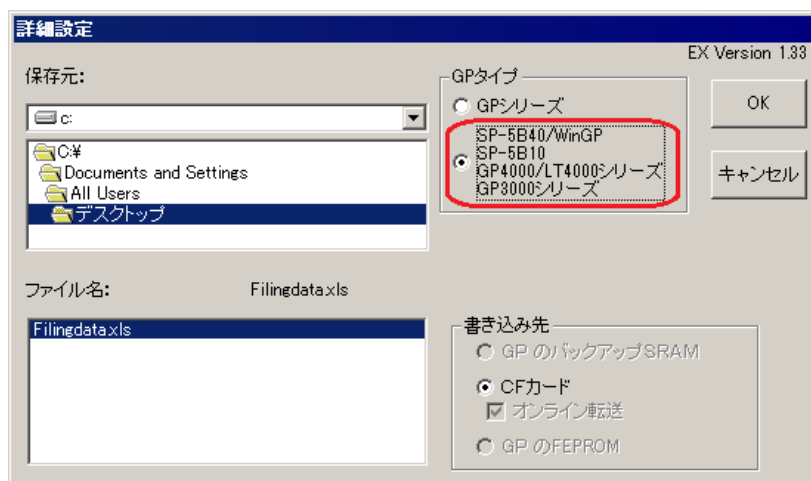 詳細設定
EX Version 1.33
保存元:
c:
C:¥
Documents and Settings
All Users
デスクトップ
GPタイプ
GPシリーズ
SP-5B40/WinGP
SP-5B10
GP4000/LT4000シリーズ
GP3000シリーズ
OK
キャンセル
ファイル名:
Filingdata.xls
Filingdata.xls
書き込み先
GP のバックアップSRAM
CFカード
オンライン転送
GP のFEPROM